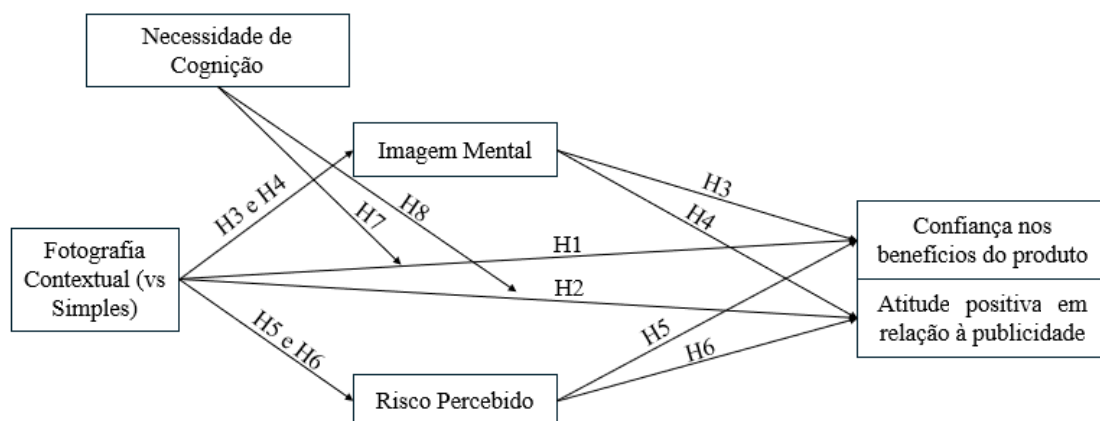 Necessidade de
Cognição
Imagem Mental
H3 e H4
H7
H8
H3
H4
Fotografia
Contextual (vs
Simples)
H1
H2
Confiança nos
benefícios do produto
Atitude positiva em
relação à publicidade
H5 e H6
H5
H6
Risco Percebido